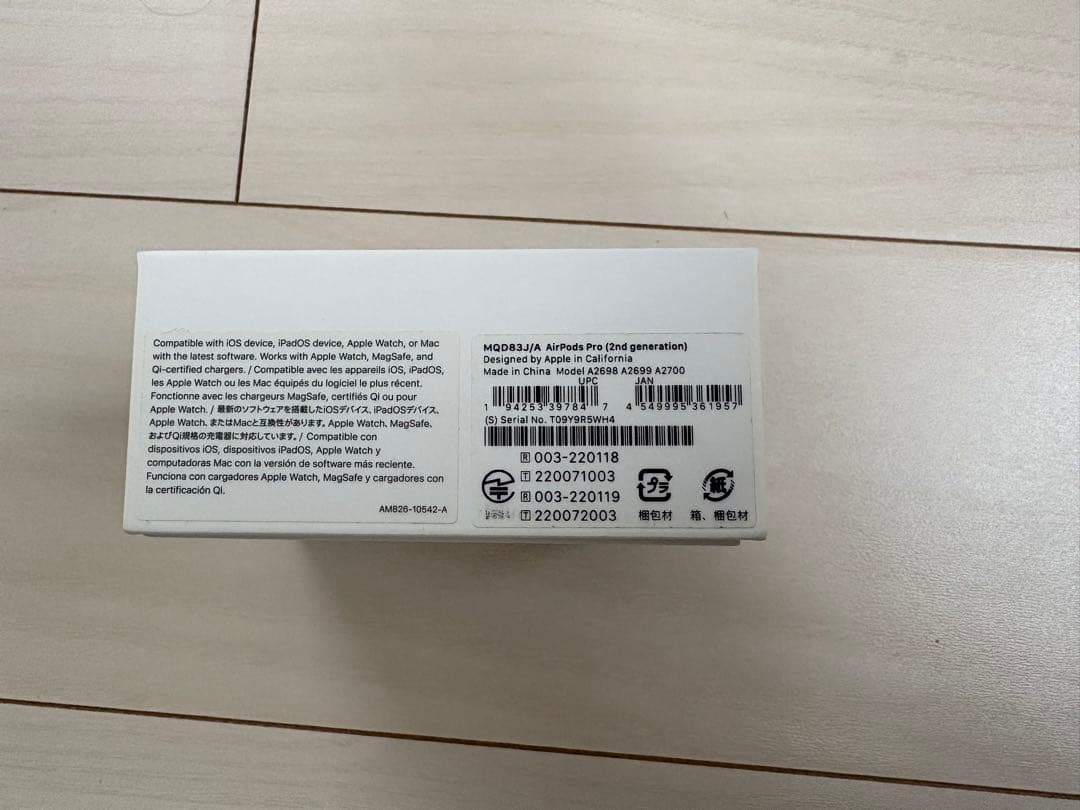 Compatible with iOS device, iPadOS device, Apple Watch, or Mac
with the latest software. Works with Apple Watch, MagSafe, and
Qi-certified chargers. / Compatible avec les appareils iOS, iPadOS,
les Apple Watch ou les Mac équipés du logiciel le plus récent.
Fonctionne avec les chargeurs MagSafe, certifiés Qi ou pour
Apple Watch. / 最新のソフトウェアを搭載したiOSデバイス、iPadOSデバイス、
Apple Watch、またはMacと互換性があります。Apple Watch、MagSafe、
およびQi規格の充電器に対応しています。/ Compatible con
dispositivos iOS, dispositivos iPadOS, Apple Watch y
computadoras Mac con la versión de software más reciente.
Funciona con cargadores Apple Watch, MagSafe y cargadores con
la certificación Qi.
AM826-10542-A
MQD83J/A AirPods Pro (2nd generation)
Designed by Apple in California
Made in China Model A2698 A2699 A2700
UPC JAN
1 94253 39784 7 4 549995 361957
(S) Serial No. T09Y9R5WH4
R 003-220118
T 220071003
R 003-220119
T 220072003
プラ 紙
梱包材 箱、梱包材